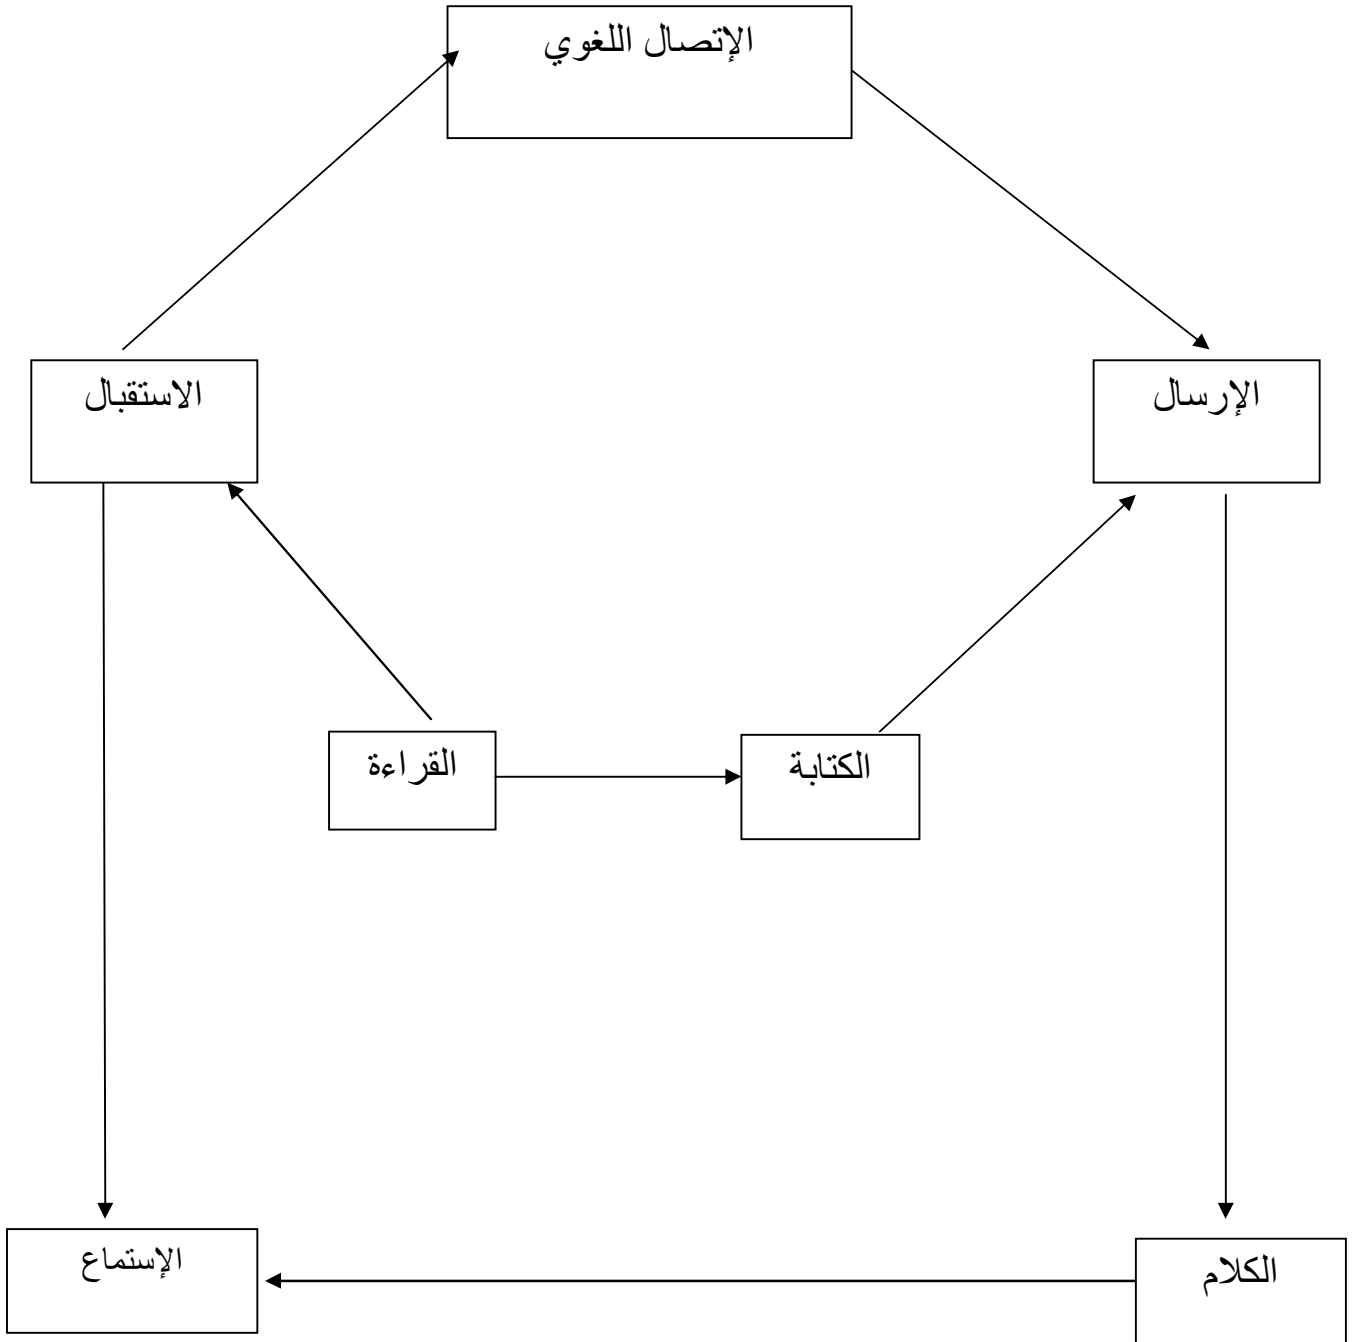 الإتصال اللغوي
الإرسال
الاستقبال
الكتابة
القراءة
الكلام
الإستماع